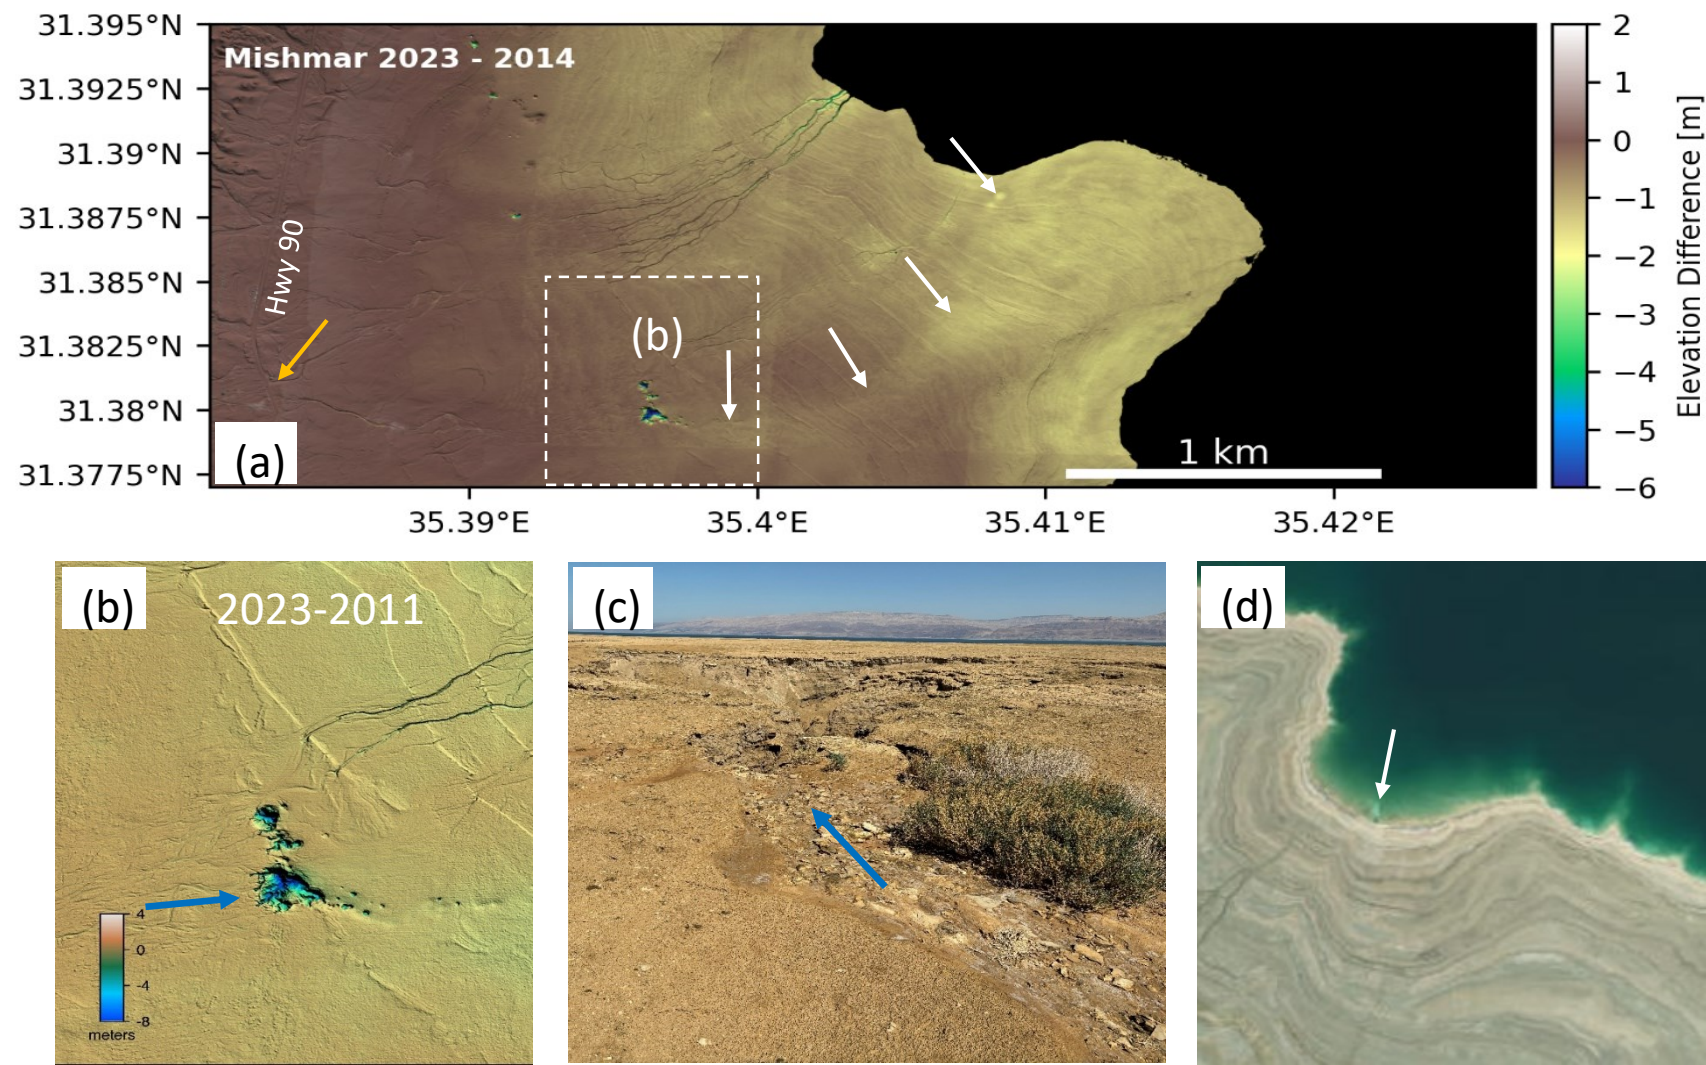 31.395°N
31.3925°N
31.39°N
31.3875°N
31.385°N
31.3825°N
31.38°N
31.3775°N
Mishmar 2023 - 2014
Hwy 90
(b)
(a)
1 km
35.39°E
35.4°E
35.41°E
35.42°E
2
1
0
−1
−2
−3
−4
−5
−6
Elevation Difference [m]
(b)
2023-2011
4
0
-4
-8
meters
(c)
(d)